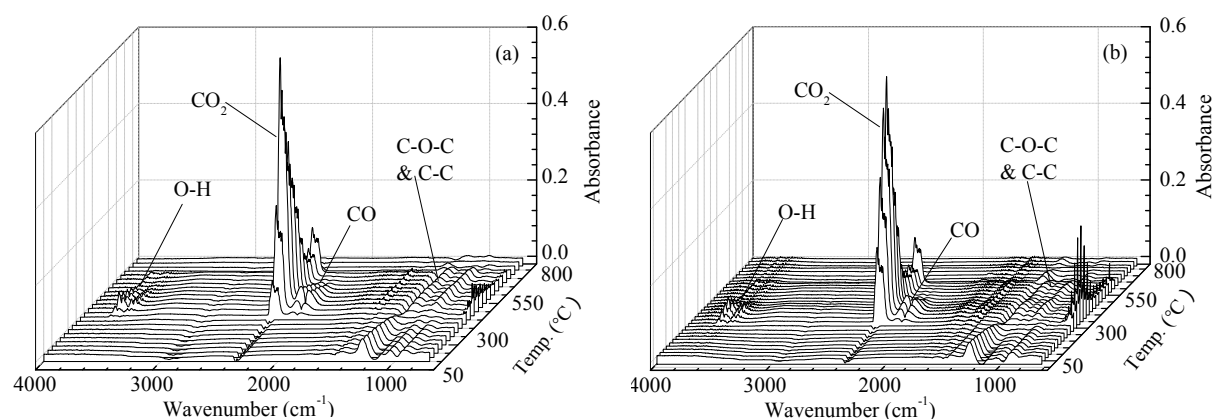 (a)
0.6
CO₂
0.4
Absorbance
C-O-C
& C-C
O-H
0.2
CO
0.0
800
550
300
50
Temp. (℃)
4000 3000 2000 1000
Wavenumber (cm⁻¹)
(b)
0.6
CO₂
0.4
Absorbance
C-O-C
& C-C
O-H
0.2
CO
0.0
800
550
300
50
Temp. (℃)
4000 3000 2000 1000
Wavenumber (cm⁻¹)